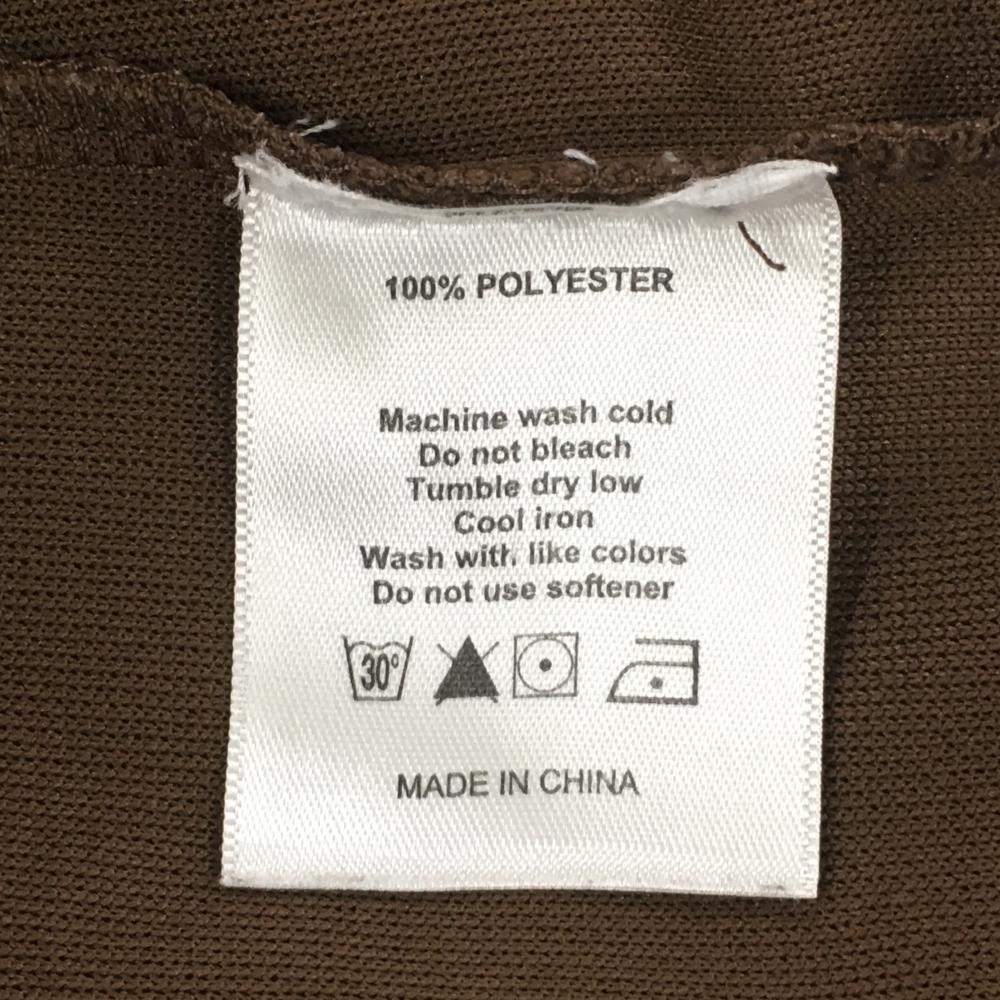 100% POLYESTER
Machine wash cold
Do not bleach
Tumble dry low
Cool iron
Wash with like colors
Do not use softener
30°
MADE IN CHINA